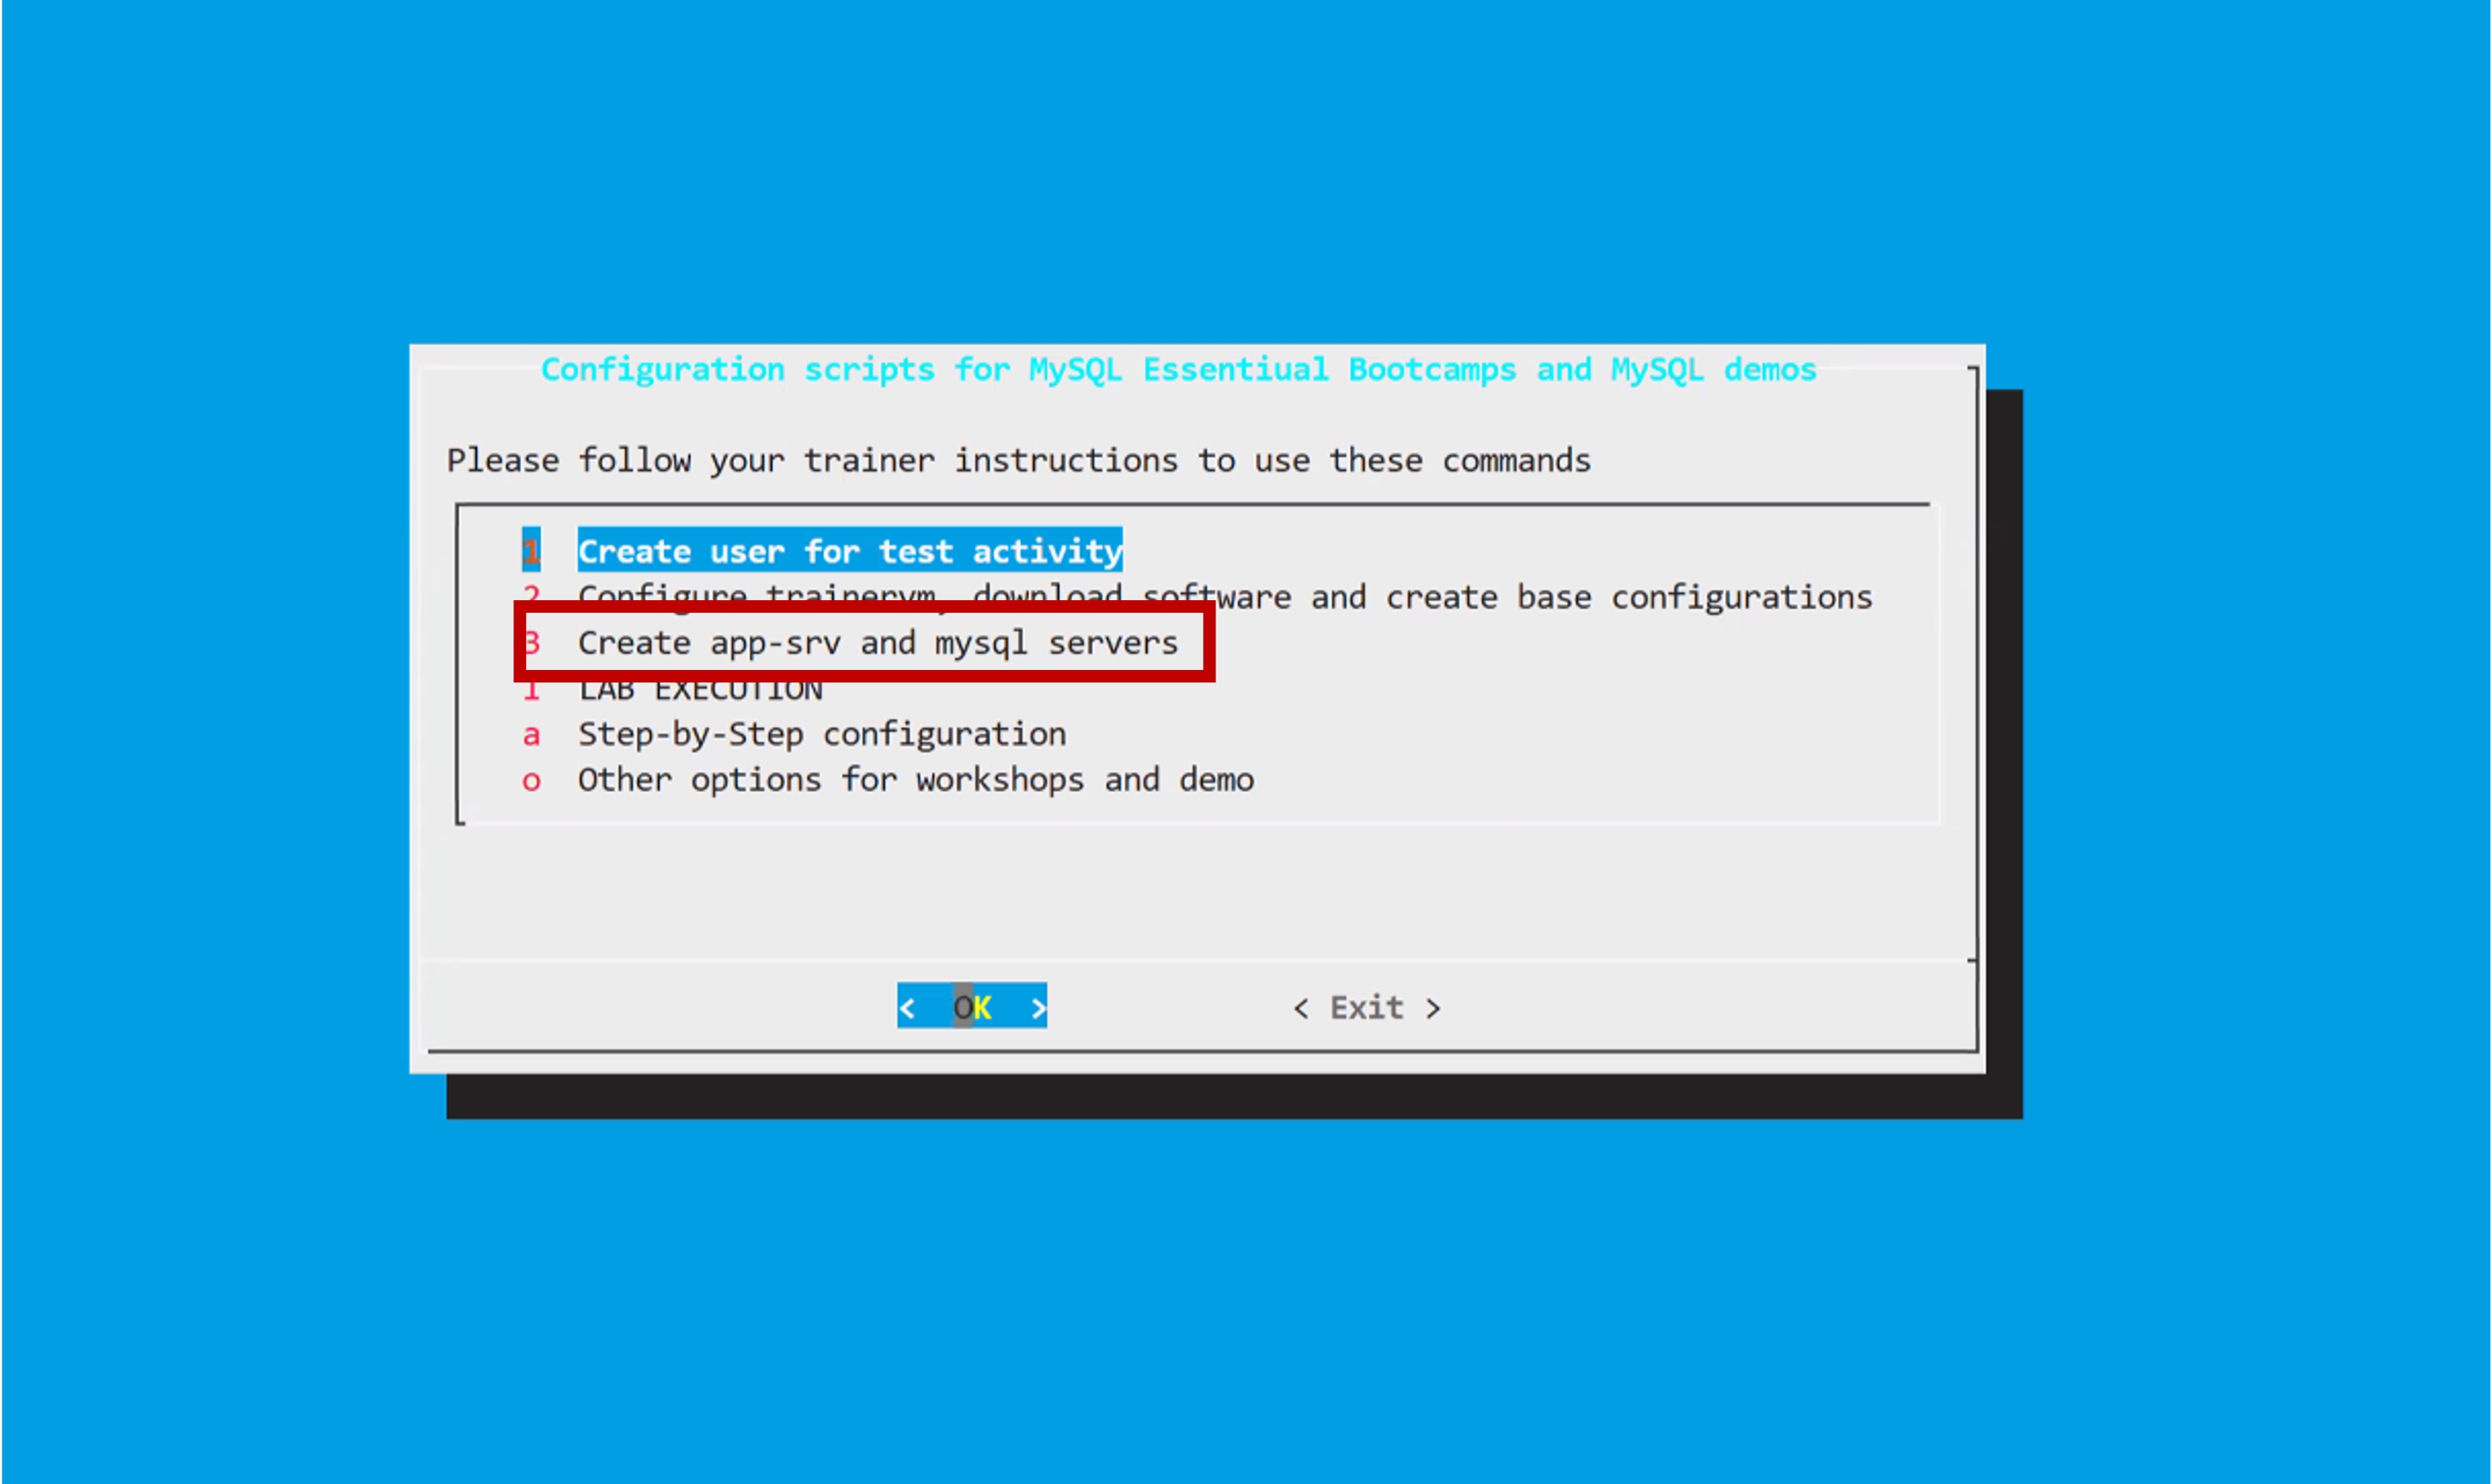 Configuration scripts for MySQL Essentiual Bootcamps and MySQL demos
Please follow your trainer instructions to use these commands
1 Create user for test activity
2 Configure trainervm, download software and create base configurations
3 Create app-srv and mysql servers
l LAB EXECUTION
a Step-by-Step configuration
o Other options for workshops and demo
< OK > < Exit >